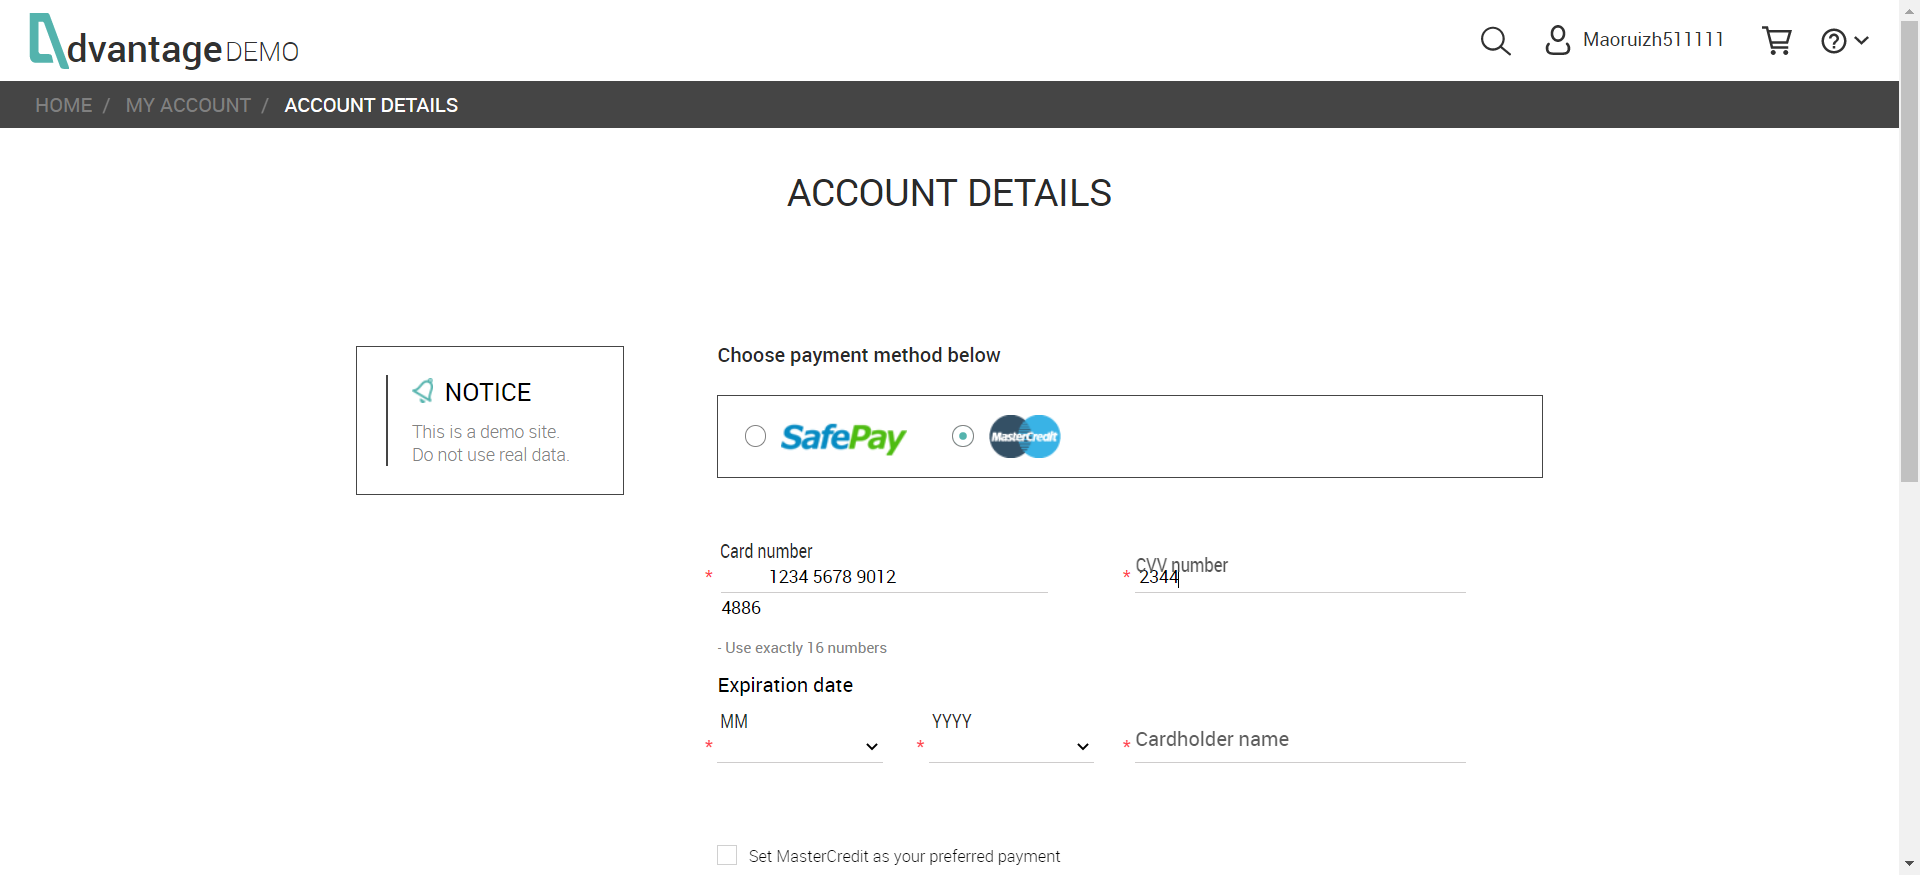 dvantage DEMO
Maoruizh511111
HOME / MY ACCOUNT / ACCOUNT DETAILS
ACCOUNT DETAILS
NOTICE
This is a demo site.
Do not use real data.
Choose payment method below
SafePay
MasterCredit
Card number
* 1234 5678 9012
4886
CVV number
* 2344
- Use exactly 16 numbers
Expiration date
MM
*
YYYY
*
* Cardholder name
Set MasterCredit as your preferred payment